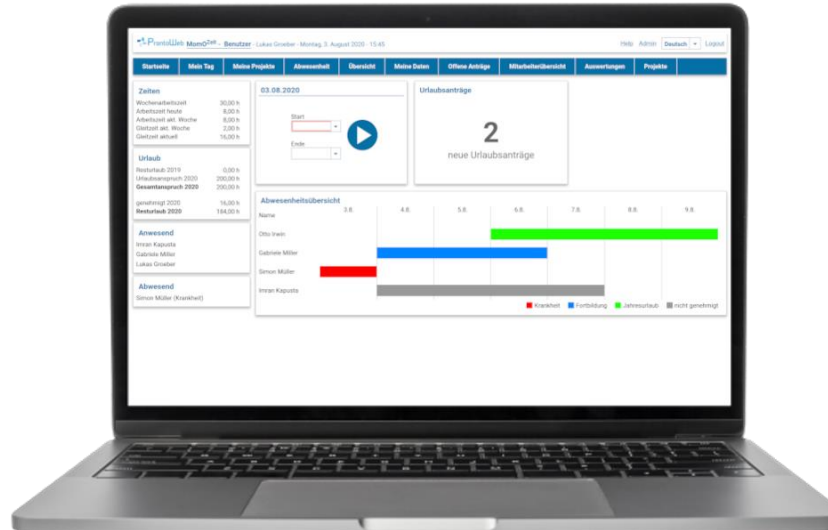 ProntoWeb MumO Zeit - Benutzer - Lukas Groeber - Montag, 3. August 2020 - 15:45
Help Admin Deutsch Logout
Startseite Mein Tag Meine Projekte Abwesenheit Übersicht Meine Daten Offene Anträge Mitarbeiterübersicht Auswertungen Projekte
Zeiten
Wochenarbeitszeit 30,00 h
Arbeitszeit heute 8,00 h
Arbeitszeit akt. Woche 8,00 h
Gleitzeit akt. Woche 2,00 h
Gleitzeit aktuell 16,00 h
Urlaub
Resturlaub 2019 0,00 h
Urlaubsanspruch 2020 200,00 h
Gesamtanspruch 2020 200,00 h
genehmigt 2020 16,00 h
Resturlaub 2020 184,00 h
Anwesend
Imran Kapusta
Gabriele Miller
Lukas Groeber
Abwesend
Simon Müller (Krankheit)
03.08.2020
Start
Ende
Urlaubsanträge
2
neue Urlaubsanträge
Abwesenheitsübersicht
Name 3.8. 4.8. 5.8. 6.8. 7.8. 8.8. 9.8.
Otto Irwin
Gabriele Miller
Simon Müller
Imran Kapusta
Krankheit Fortbildung Jahresurlaub nicht genehmigt